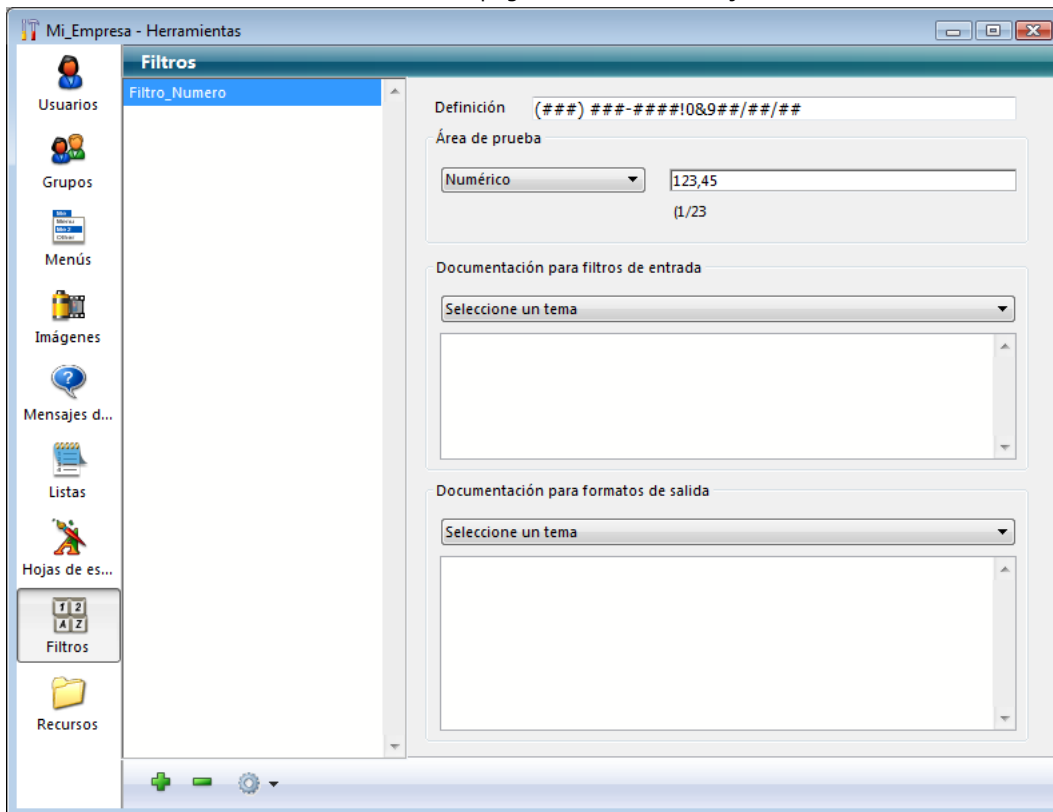 Mi_Empresa - Herramientas
Filtros
Usuarios
Grupos
Menús
Imágenes
Mensajes d...
Listas
Hojas de es...
Filtros
Recursos
Filtro_Numero
Definición (###) ###-####!0&9##/##/##
Área de prueba
Numérico 123,45
(1/23
Documentación para filtros de entrada
Seleccione un tema
Documentación para formatos de salida
Seleccione un tema